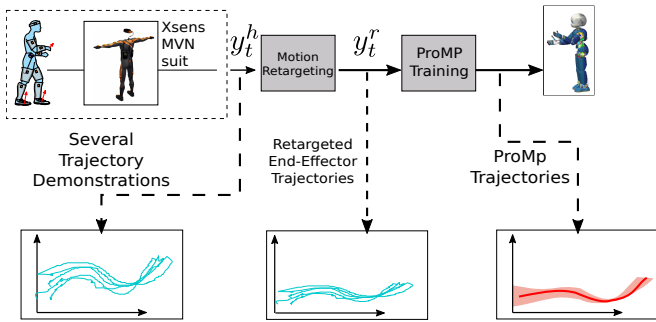 Xsens
MVN
suit
y_t^h
Motion
Retargeting
y_t^r
ProMP
Training
Several
Trajectory
Demonstrations
Retargeted
End-Effector
Trajectories
ProMp
Trajectories